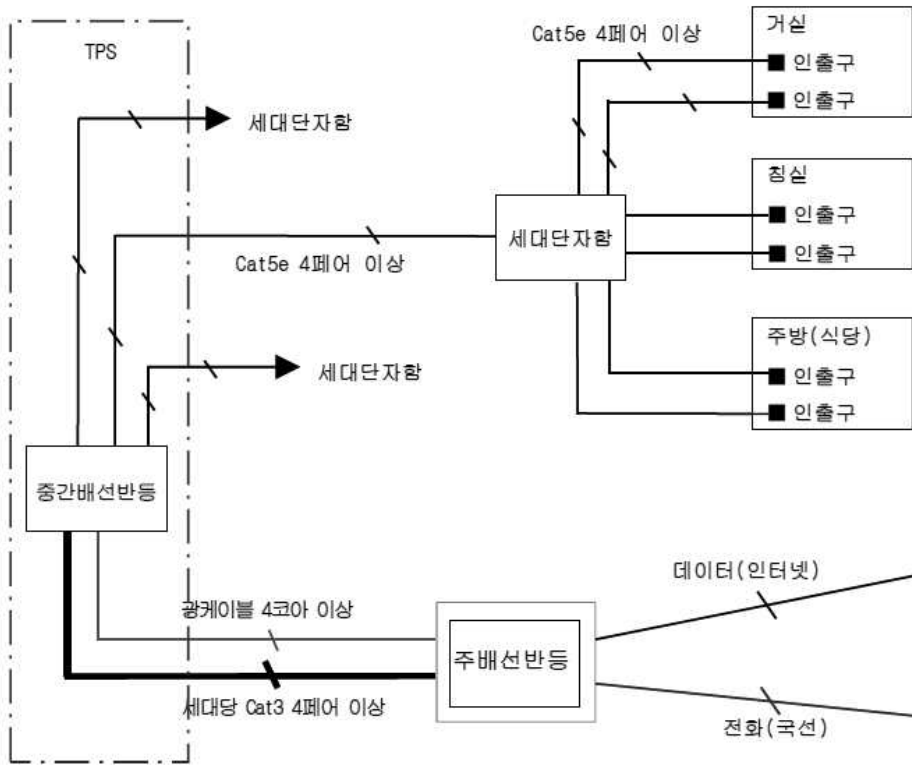 TPS
세대단자함
Cat5e 4페어 이상
거실
인출구
인출구
세대단자함
침실
인출구
인출구
Cat5e 4페어 이상
세대단자함
주방(식당)
인출구
인출구
중간배선반등
광케이블 4코아 이상
주배선반등
세대당 Cat3 4페어 이상
데이터(인터넷)
전화(국선)